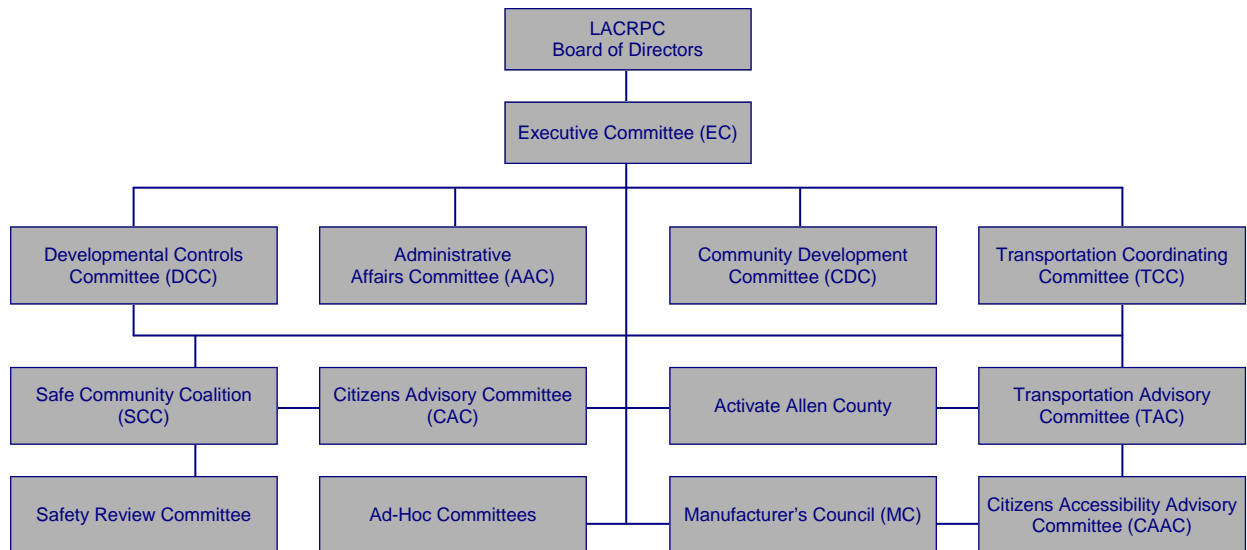 LACRPC
Board of Directors
Executive Committee (EC)
Developmental Controls
Committee (DCC)
Administrative
Affairs Committee (AAC)
Community Development
Committee (CDC)
Transportation Coordinating
Committee (TCC)
Safe Community Coalition
(SCC)
Citizens Advisory Committee
(CAC)
Activate Allen County
Transportation Advisory
Committee (TAC)
Safety Review Committee
Ad-Hoc Committees
Manufacturer's Council (MC)
Citizens Accessibility Advisory
Committee (CAAC)